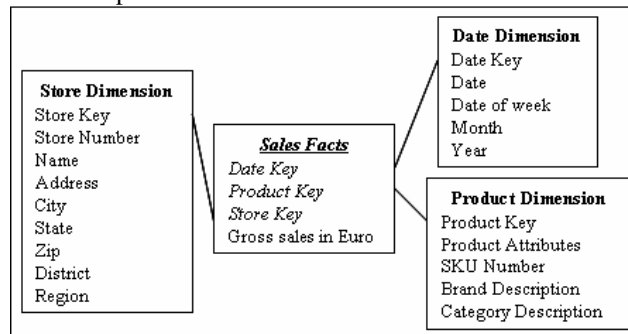 Store Dimension
Store Key
Store Number
Name
Address
City
State
Zip
District
Region
Sales Facts
Date Key
Product Key
Store Key
Gross sales in Euro
Date Dimension
Date Key
Date
Date of week
Month
Year
Product Dimension
Product Key
Product Attributes
SKU Number
Brand Description
Category Description